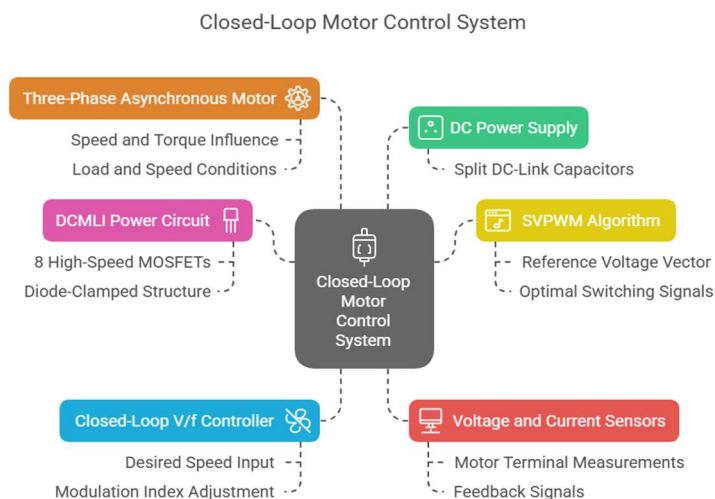 Closed-Loop Motor Control System
Three-Phase Asynchronous Motor
Speed and Torque Influence
Load and Speed Conditions
DC Power Supply
Split DC-Link Capacitors
DCMLI Power Circuit
8 High-Speed MOSFETs
Diode-Clamped Structure
SVPWM Algorithm
Reference Voltage Vector
Optimal Switching Signals
Closed-Loop
Motor
Control
System
Closed-Loop V/f Controller
Desired Speed Input
Modulation Index Adjustment
Voltage and Current Sensors
Motor Terminal Measurements
Feedback Signals